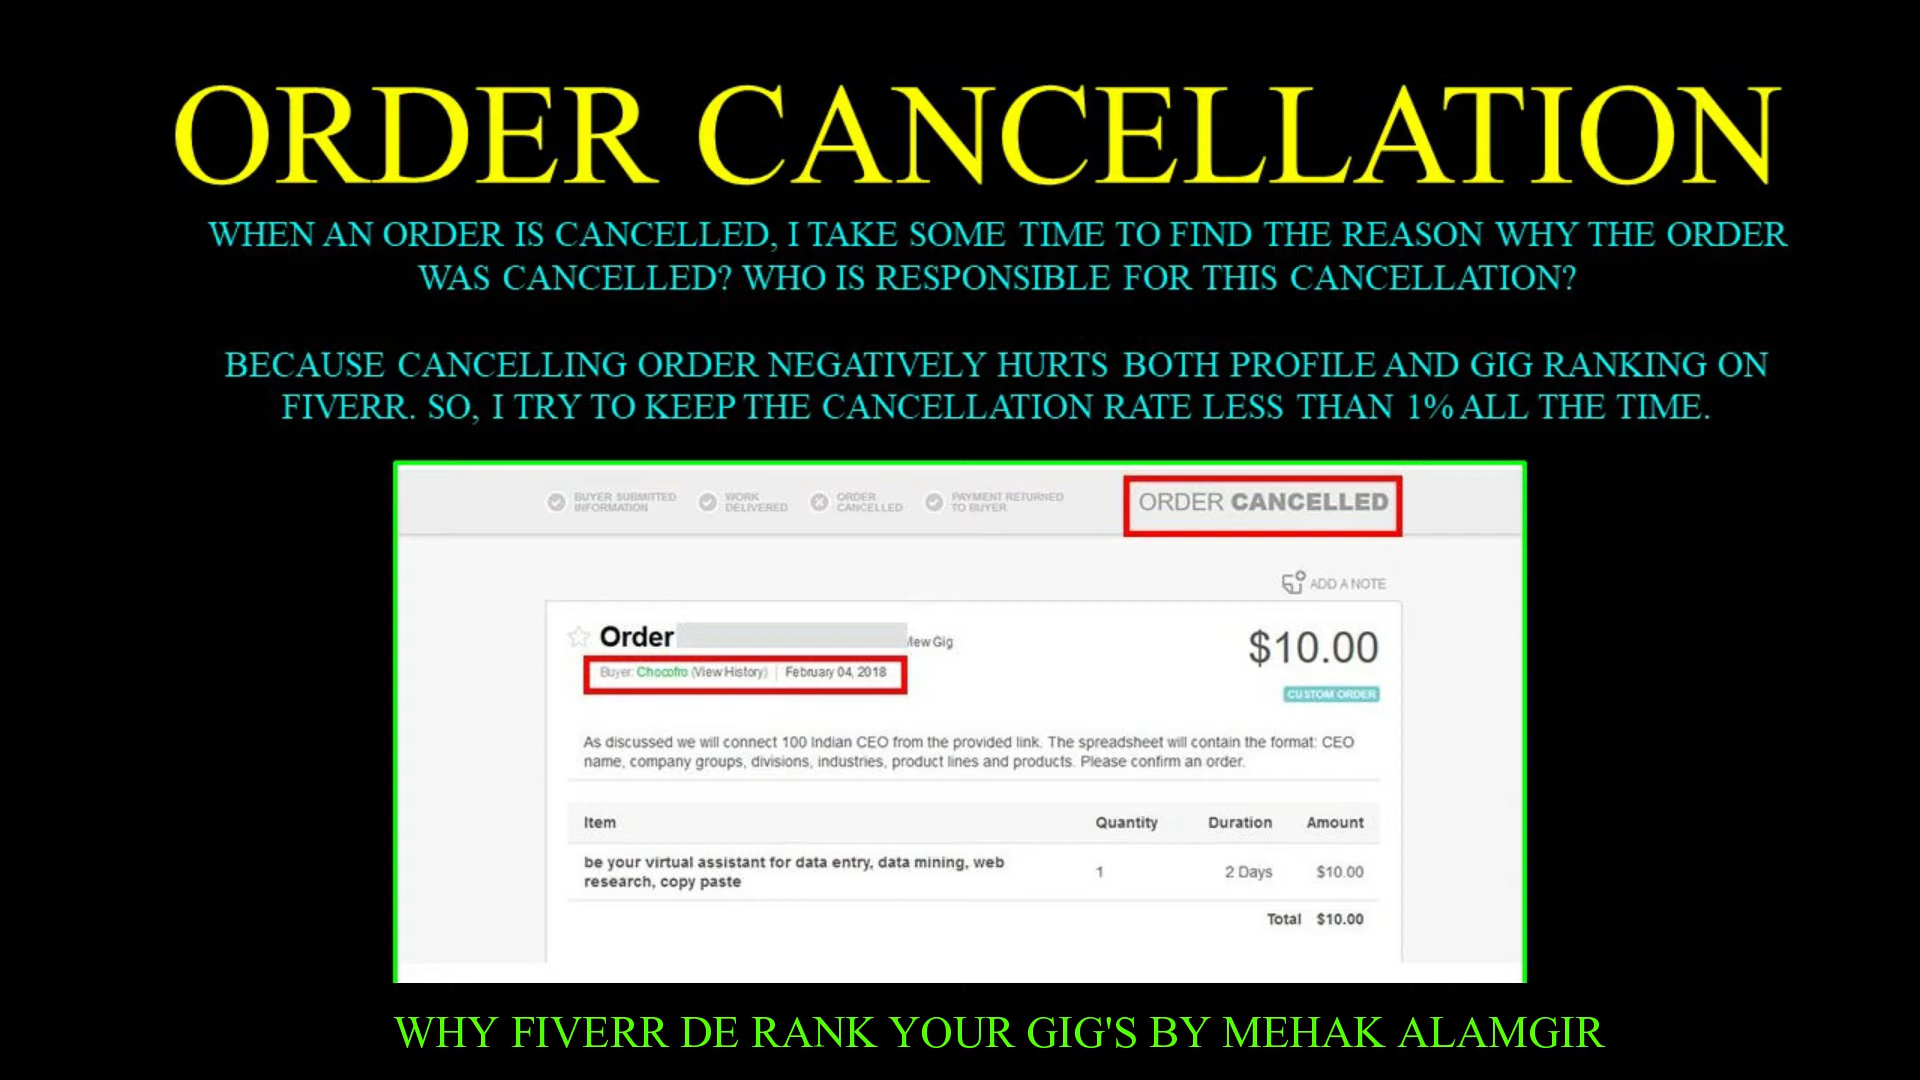 ORDER CANCELLATION
WHEN AN ORDER IS CANCELLED, I TAKE SOME TIME TO FIND THE REASON WHY THE ORDER
WAS CANCELLED? WHO IS RESPONSIBLE FOR THIS CANCELLATION?
BECAUSE CANCELLING ORDER NEGATIVELY HURTS BOTH PROFILE AND GIG RANKING ON
FIVERR. SO, I TRY TO KEEP THE CANCELLATION RATE LESS THAN 1% ALL THE TIME.
BUYER SUBMITTED INFORMATION WORK DELIVERED ORDER CANCELLED PAYMENT RETURNED TO BUYER ORDER CANCELLED
ADD A NOTE
Order View Gig $10.00
Buyer: Chocofro (View History) | February 04, 2018
CUSTOM ORDER
As discussed we will connect 100 Indian CEO from the provided link. The spreadsheet will contain the format: CEO
name, company groups, divisions, industries, product lines and products. Please confirm an order.
Item Quantity Duration Amount
be your virtual assistant for data entry, data mining, web
research, copy paste 1 2 Days $10.00
Total $10.00
WHY FIVERR DE RANK YOUR GIG'S BY MEHAK ALAMGIR